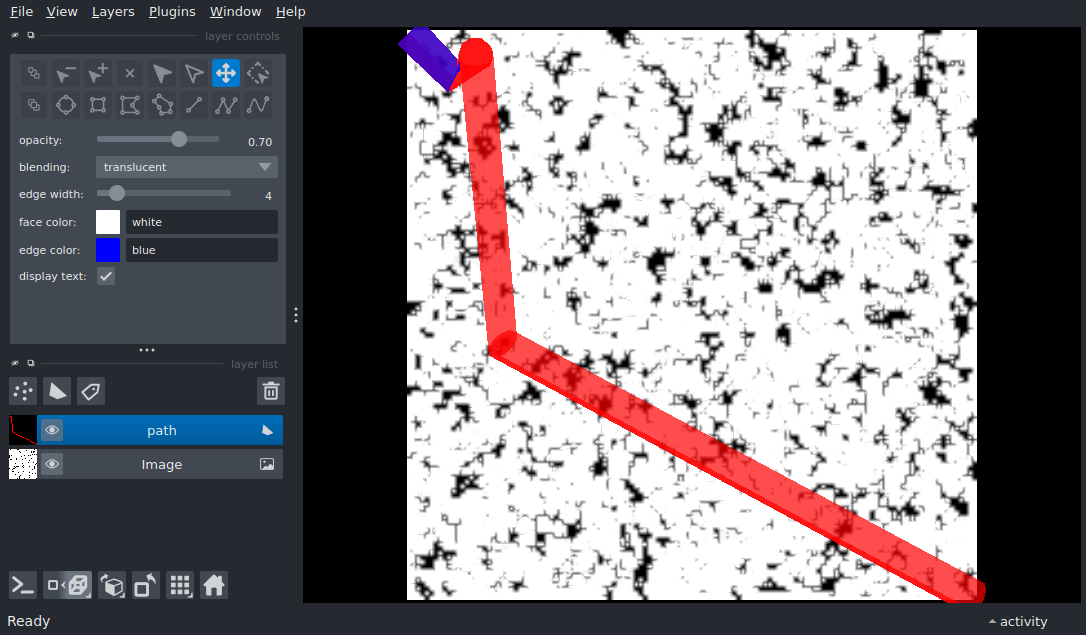 File View Layers Plugins Window Help
layer controls
opacity: 0.70
blending: translucent
edge width: 4
face color: white
edge color: blue
display text:
layer list
path
Image
Ready
activity